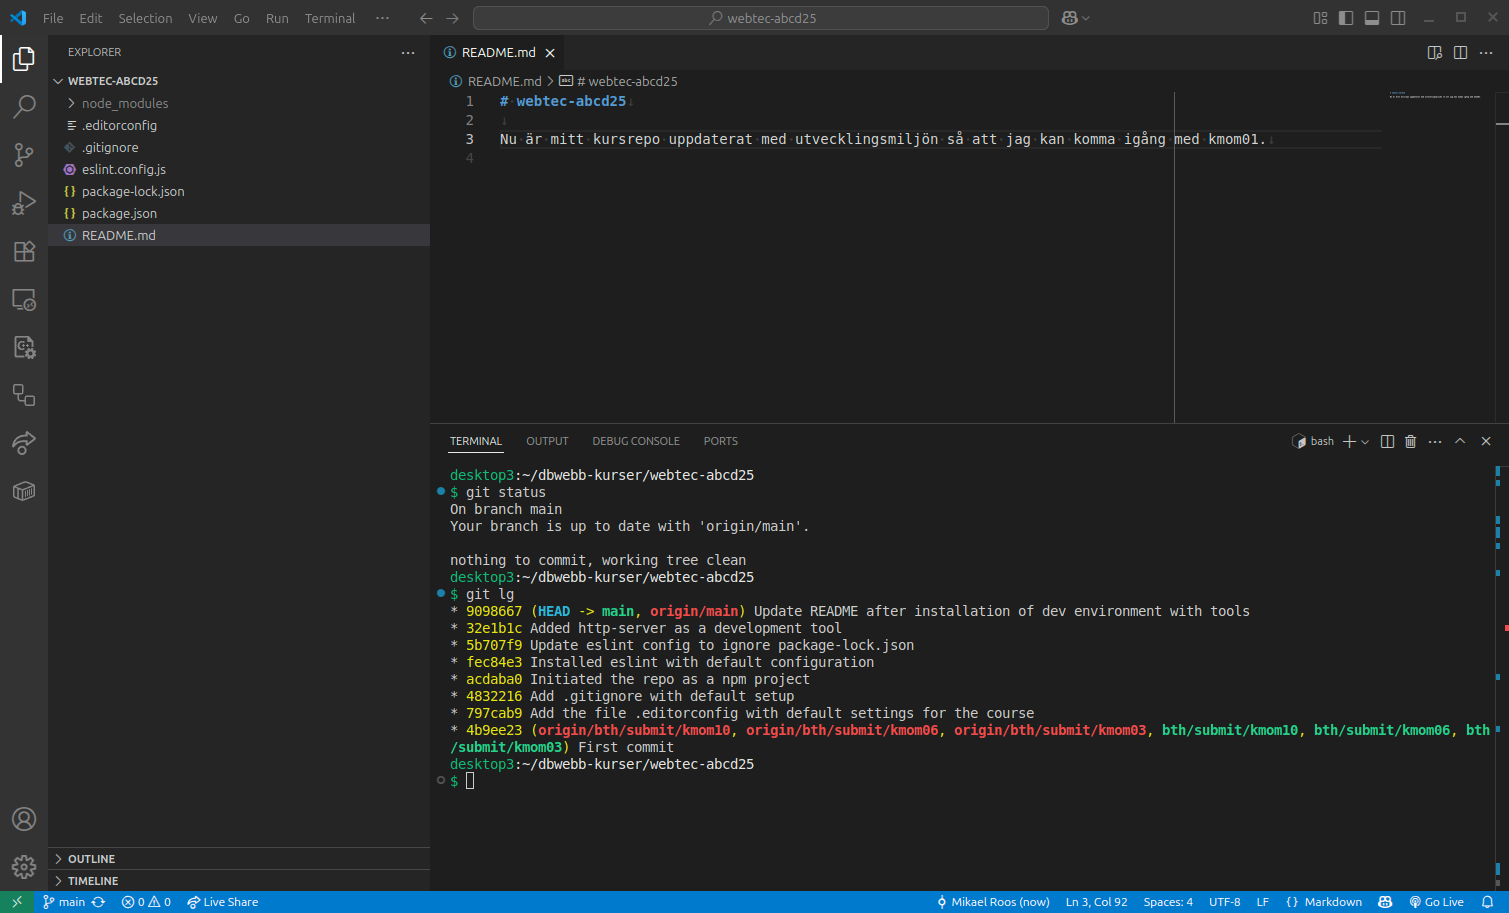 File Edit Selection View Go Run Terminal ··· webtec-abcd25
EXPLORER ···
WEBTEC-ABCD25
node_modules
.editorconfig
.gitignore
eslint.config.js
package-lock.json
package.json
README.md
OUTLINE
TIMELINE
README.md
README.md > # webtec-abcd25
1 # webtec-abcd25
2
3 Nu är mitt kursrepo uppdaterat med utvecklingsmiljön så att jag kan komma igång med kmom01.
4
TERMINAL OUTPUT DEBUG CONSOLE PORTS bash
desktop3:~/dbwebb-kurser/webtec-abcd25
$ git status
On branch main
Your branch is up to date with 'origin/main'.
nothing to commit, working tree clean
desktop3:~/dbwebb-kurser/webtec-abcd25
$ git lg
* 9098667 (HEAD -> main, origin/main) Update README after installation of dev environment with tools
* 32e1b1c Added http-server as a development tool
* 5b707f9 Update eslint config to ignore package-lock.json
* fec84e3 Installed eslint with default configuration
* acdaba0 Initiated the repo as a npm project
* 4832216 Add .gitignore with default setup
* 797cab9 Add the file .editorconfig with default settings for the course
* 4b9ee23 (origin/bth/submit/kmom10, origin/bth/submit/kmom06, origin/bth/submit/kmom03, bth/submit/kmom10, bth/submit/kmom06, bth
/submit/kmom03) First commit
desktop3:~/dbwebb-kurser/webtec-abcd25
$
main 0 0 Live Share Mikael Roos (now) Ln 3, Col 92 Spaces: 4 UTF-8 LF {} Markdown Go Live